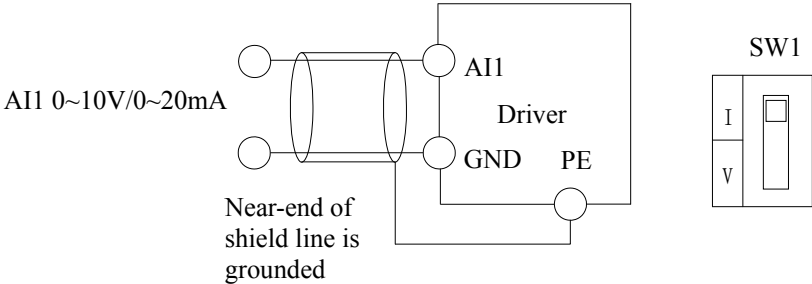 SW1
AI1
AI1 0~10V/0~20mA
I
Driver
GND PE
V
Near-end of
shield line is
grounded